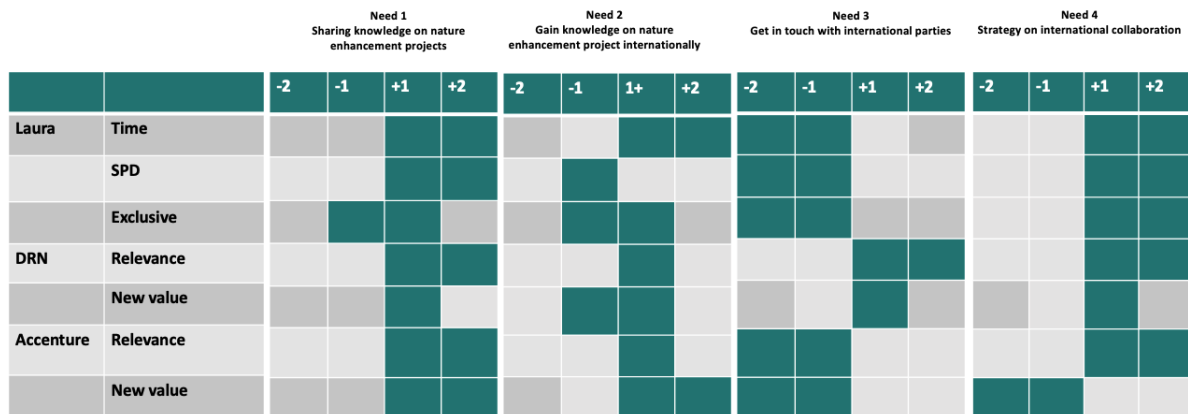 Need 1
Sharing knowledge on nature
enhancement projects
Need 2
Gain knowledge on nature
enhancement project internationally
Need 3
Get in touch with international parties
Need 4
Strategy on international collaboration
-2 -1 +1 +2 -2 -1 1+ +2 -2 -1 +1 +2 -2 -1 +1 +2
Laura Time
SPD
Exclusive
DRN Relevance
New value
Accenture Relevance
New value